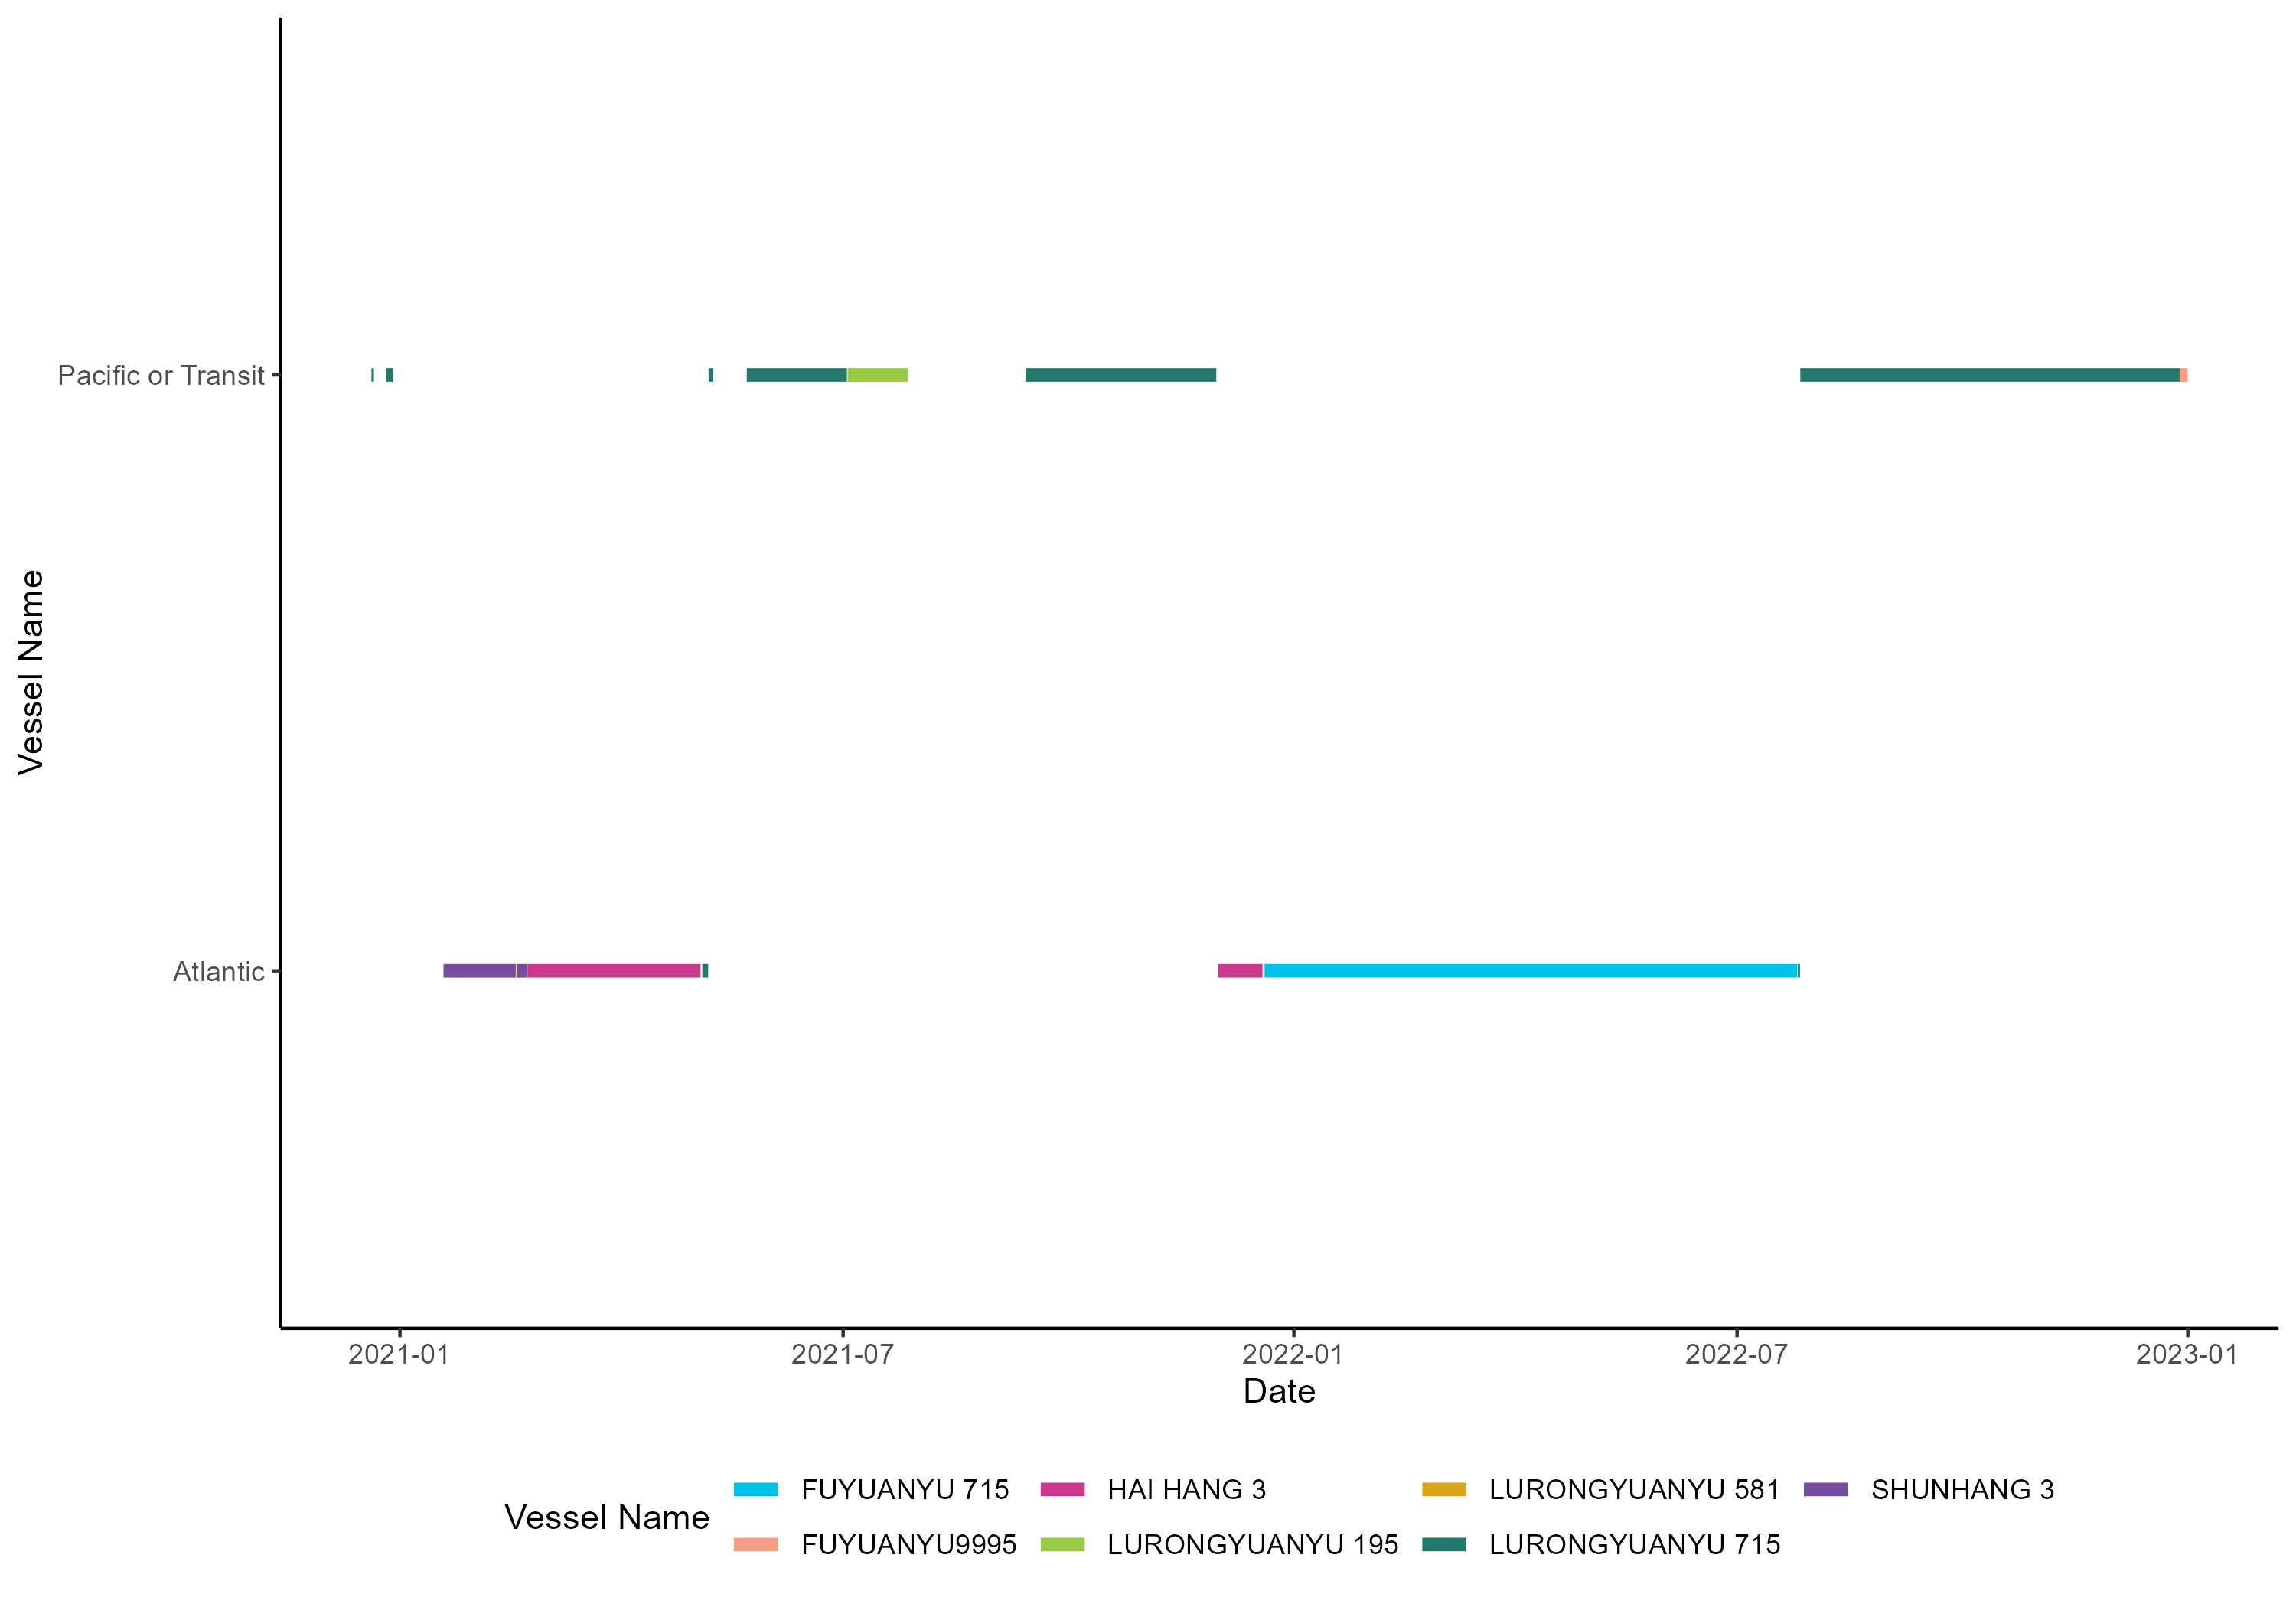 Vessel Name
Pacific or Transit
Atlantic
2021-01
2021-07
2022-01
2022-07
2023-01
Date
Vessel Name
FUYUANYU 715
HAI HANG 3
LURONGYUANYU 581
SHUNHANG 3
FUYUANYU9995
LURONGYUANYU 195
LURONGYUANYU 715